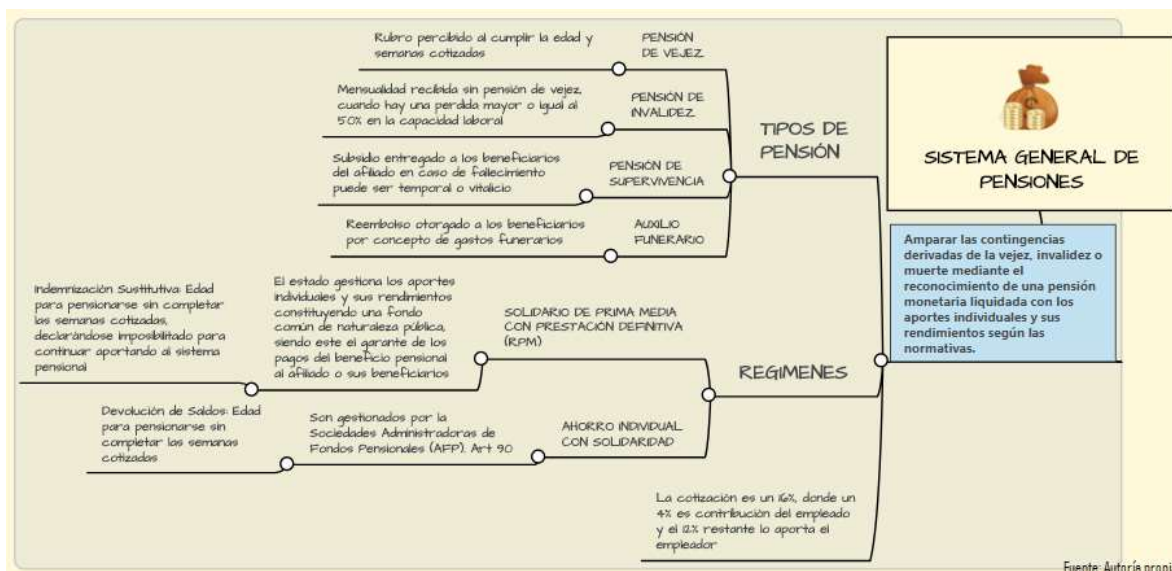 SISTEMA GENERAL DE
PENSIONES
Amparar las contingencias
derivadas de la vejez, invalidez o
muerte mediante el
reconocimiento de una pensión
monetaria liquidada con los
aportes individuales y sus
rendimientos según las
normativas.
TIPOS DE
PENSIÓN
PENSIÓN
DE VEJEZ
Rubro percibido al cumplir la edad y
semanas cotizadas
PENSIÓN DE
INVALIDEZ
Mensualidad recibida sin pensión de vejez,
cuando hay una perdida mayor o igual al
50% en la capacidad laboral
PENSIÓN DE
SUPERVIVENCIA
Subsidio entregado a los beneficiarios
del afiliado en caso de fallecimiento
puede ser temporal o vitalicio
AUXILIO
FUNERARIO
Reembolso otorgado a los beneficiarios
por concepto de gastos funerarios
REGIMENES
SOLIDARIO DE PRIMA MEDIA
CON PRESTACIÓN DEFINITIVA
(RPM)
El estado gestiona los aportes
individuales y sus rendimientos
constituyendo una fondo
común de naturaleza pública,
siendo este el garante de los
pagos del beneficio pensional
al afiliado o sus beneficiarios
Indemnización Sustitutiva: Edad
para pensionarse sin completar
las semanas cotizadas,
declarándose imposibilitado para
continuar aportando al sistema
pensional
AHORRO INDIVIDUAL
CON SOLIDARIDAD
Son gestionados por la
Sociedades Administradoras de
Fondos Pensionales (AFP). Art 90
Devolución de Saldos: Edad
para pensionarse sin
completar las semanas
cotizadas
La cotización es un 16%, donde un
4% es contribución del empleado
y el 12% restante lo aporta el
empleador
Fuente: Autoría propi